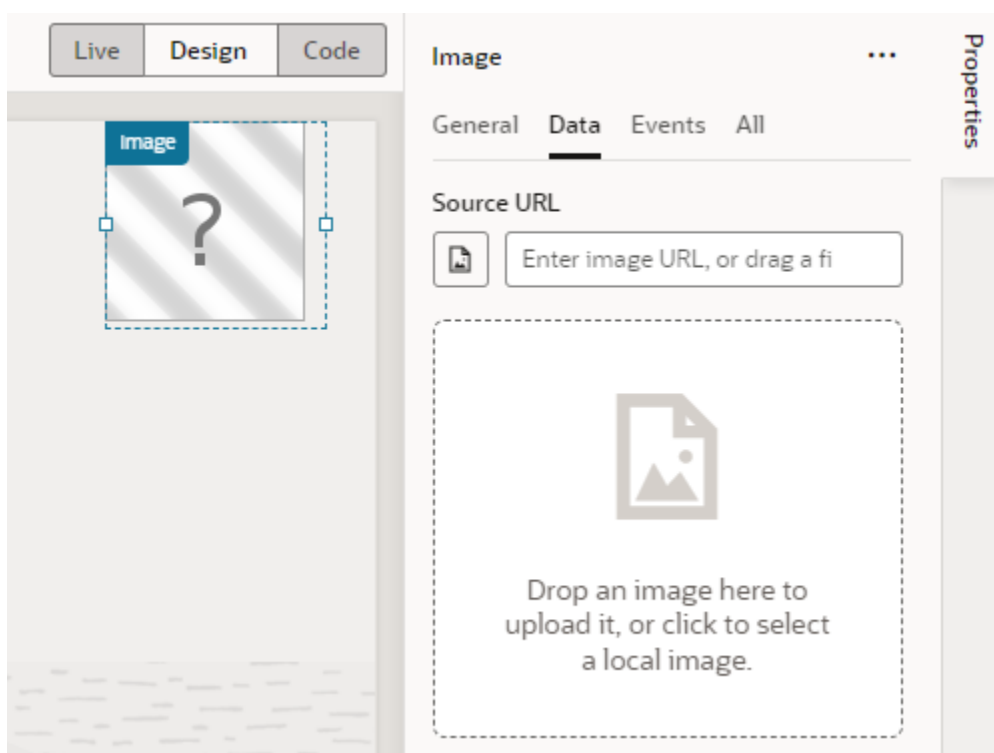 Live Design Code
Image
?
Image ...
General Data Events All
Source URL
Enter image URL, or drag a fi
Drop an image here to
upload it, or click to select
a local image.
Properties